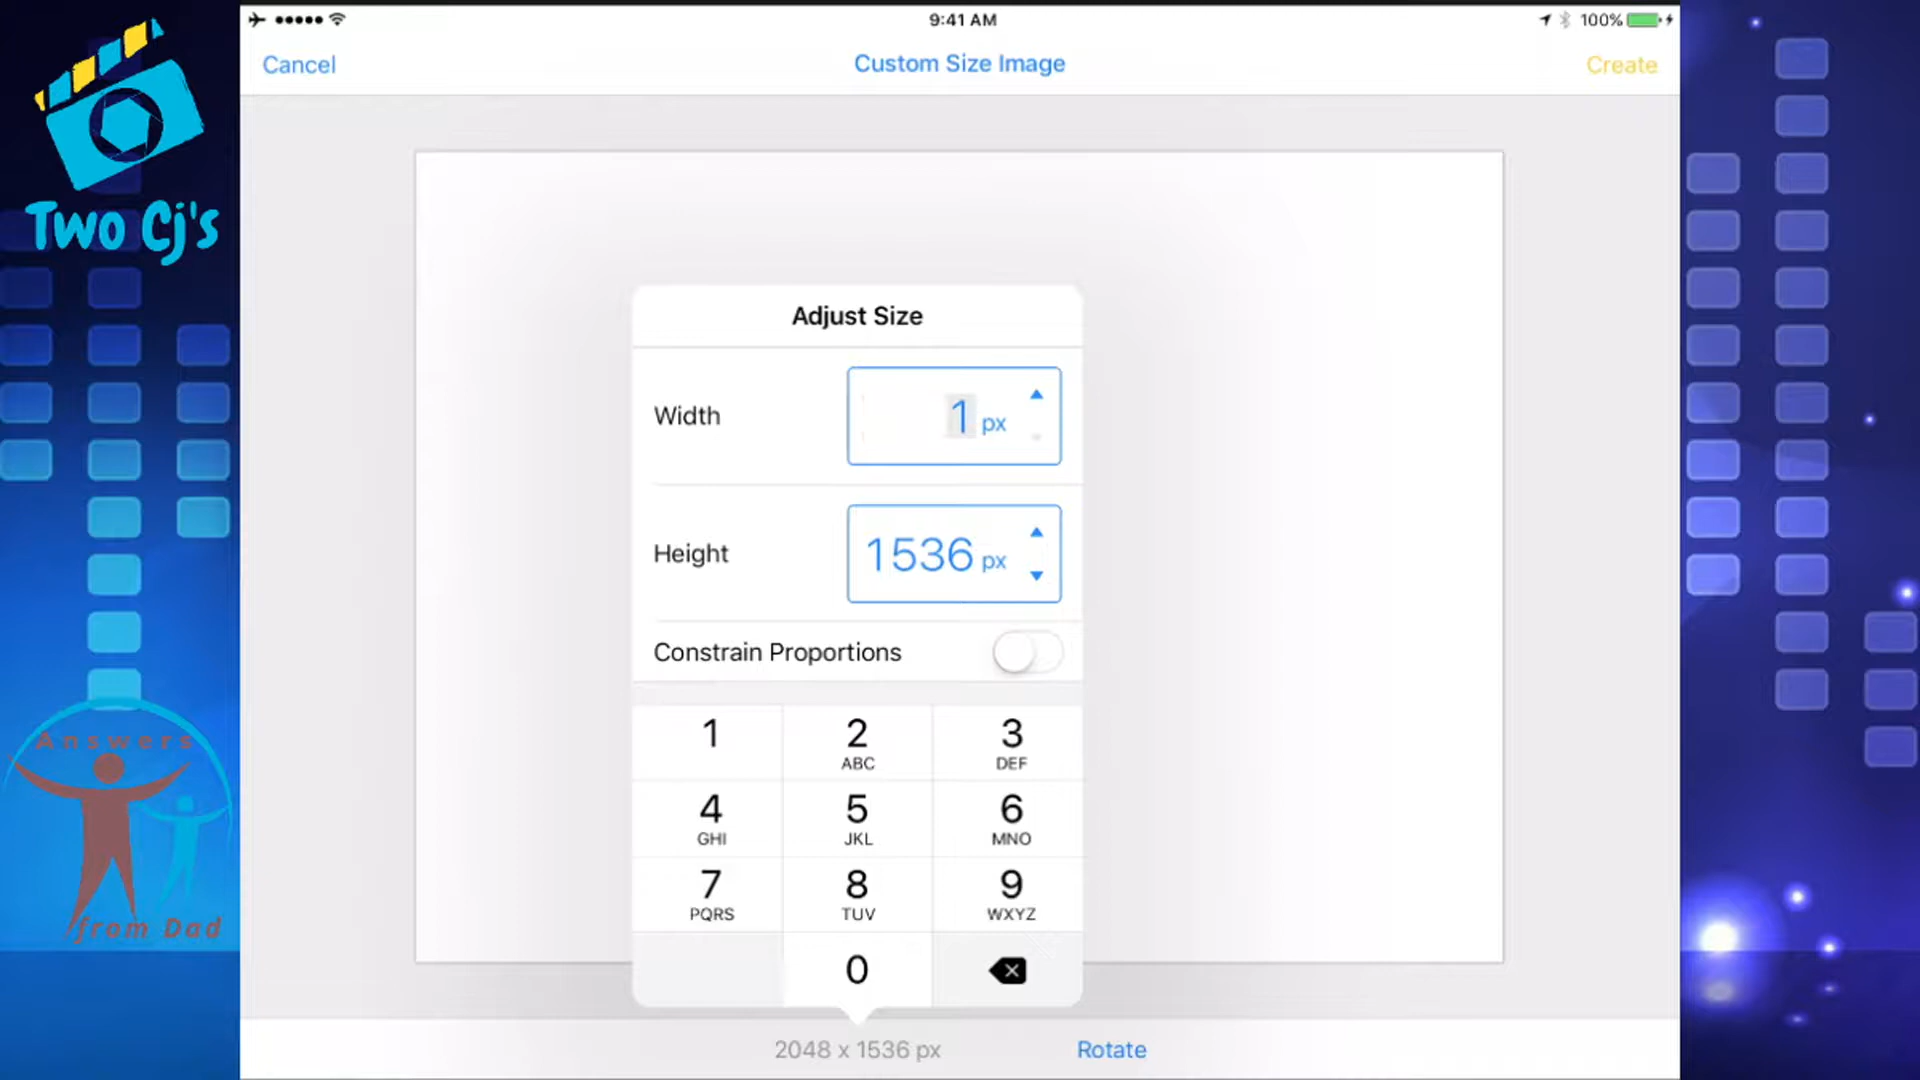 9:41 AM
100%
Cancel
Custom Size Image
Create
Two Cj's
Adjust Size
Width
1 px
Height
1536 px
Constrain Proportions
1
2
ABC
3
DEF
4
GHI
5
JKL
6
MNO
7
PQRS
8
TUV
9
WXYZ
0
Answers
from Dad
2048 x 1536 px
Rotate